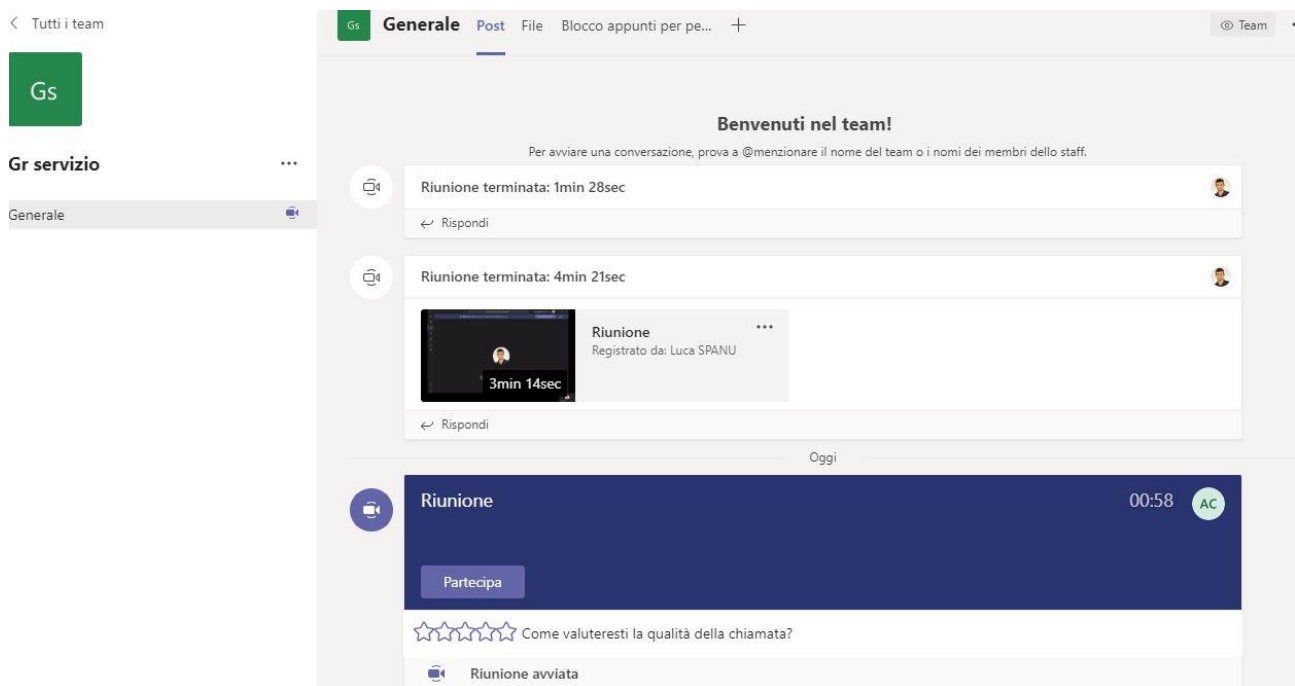 Tutti i team
Gs
Gr servizio
Generale
Gs Generale Post File Blocco appunti per pe... Team
Benvenuti nel team!
Per avviare una conversazione, prova a @menzionare il nome del team o i nomi dei membri dello staff.
Riunione terminata: 1min 28sec
Rispondi
Riunione terminata: 4min 21sec
Riunione
Registrato da: Luca SPANU
3min 14sec
Rispondi
Oggi
Riunione 00:58 AC
Partecipa
Come valuteresti la qualità della chiamata?
Riunione avviata